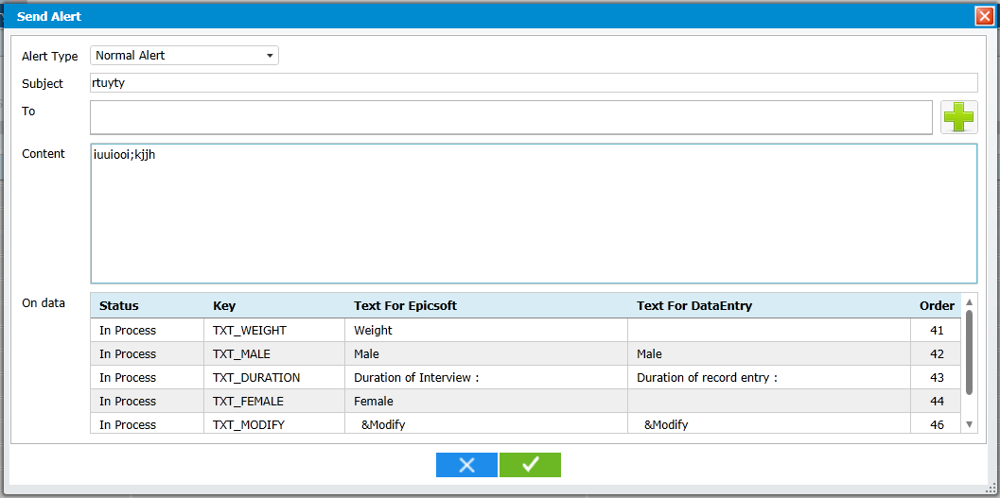 Send Alert
Alert Type Normal Alert
Subject rtuyty
To
Content iuuiooi;kjjh
On data
Status Key Text For Epicsoft Text For DataEntry Order
In Process TXT_WEIGHT Weight 41
In Process TXT_MALE Male Male 42
In Process TXT_DURATION Duration of Interview : Duration of record entry : 43
In Process TXT_FEMALE Female 44
In Process TXT_MODIFY &Modify &Modify 46